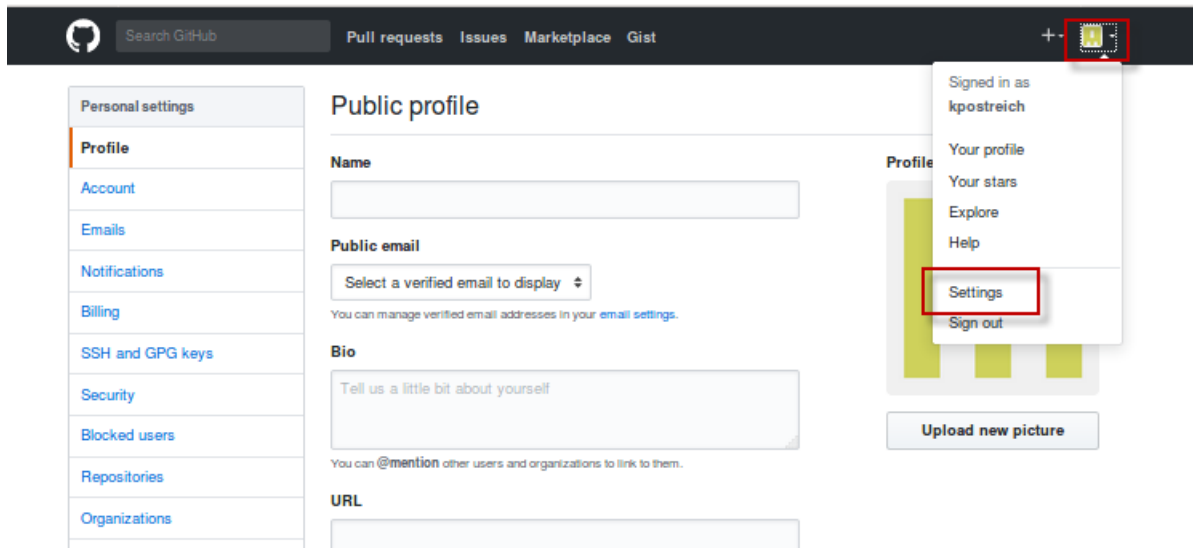 Search GitHub
Pull requests Issues Marketplace Gist
Signed in as
kpostreich
Your profile
Your stars
Explore
Help
Settings
Sign out
Personal settings
Profile
Account
Emails
Notifications
Billing
SSH and GPG keys
Security
Blocked users
Repositories
Organizations
Public profile
Name
Public email
Select a verified email to display
You can manage verified email addresses in your email settings.
Bio
Tell us a little bit about yourself
You can @mention other users and organizations to link to them.
URL
Profile
Upload new picture